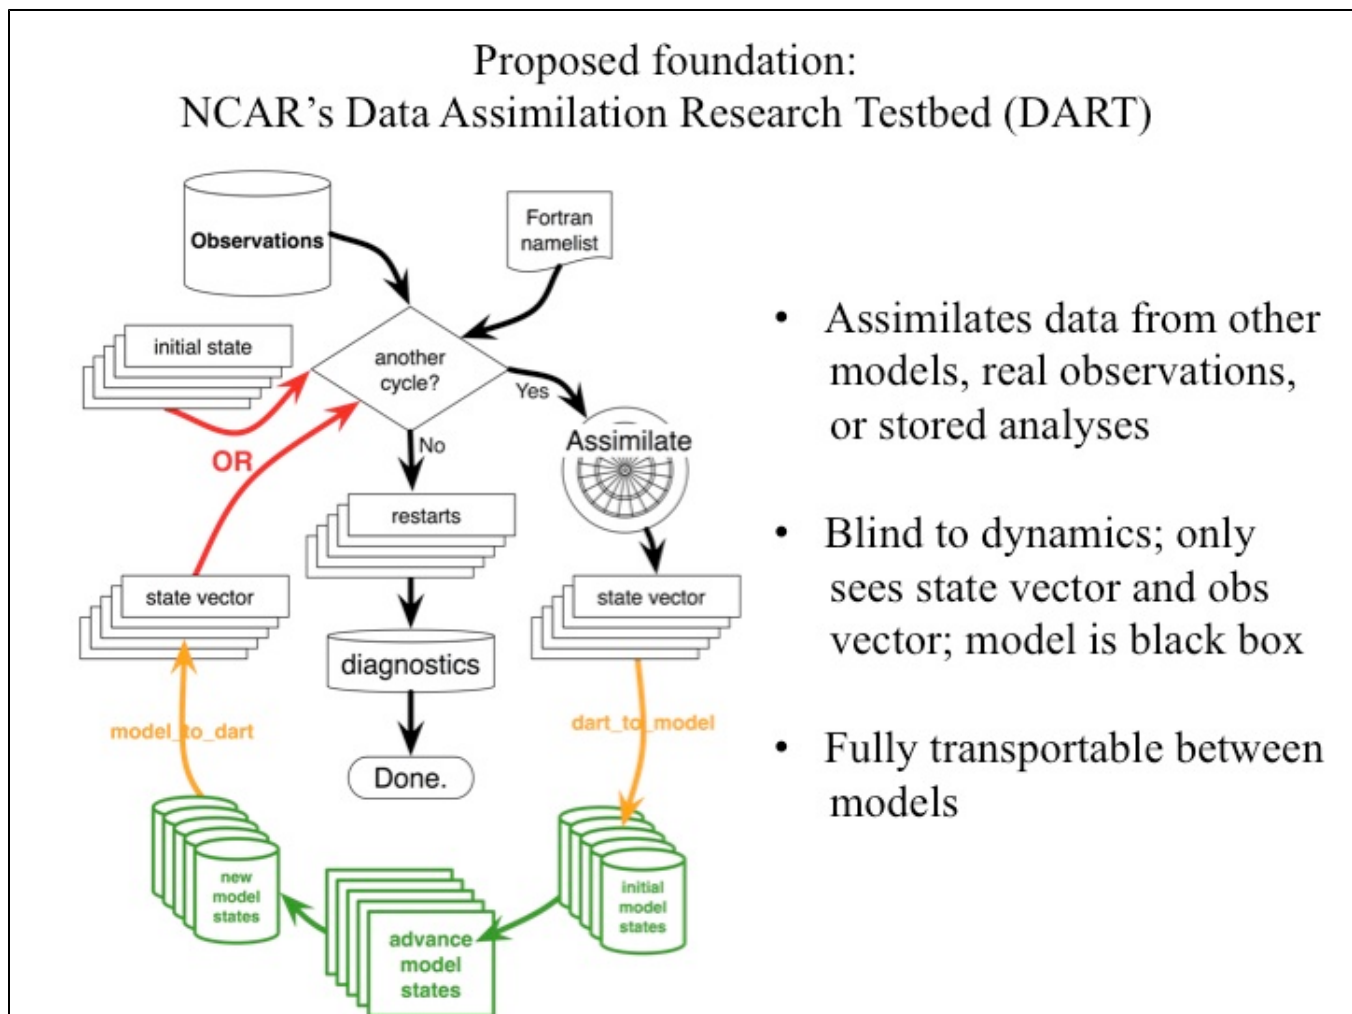 Proposed foundation:
NCAR's Data Assimilation Research Testbed (DART)
Observations
Fortran
namelist
initial state
another
cycle?
Yes
No
OR
Assimilate
restarts
state vector
state vector
diagnostics
model_to_dart
dart_to_model
Done.
new
model
states
advance
model
states
initial
model
states
• Assimilates data from other
models, real observations,
or stored analyses
• Blind to dynamics; only
sees state vector and obs
vector; model is black box
• Fully transportable between
models